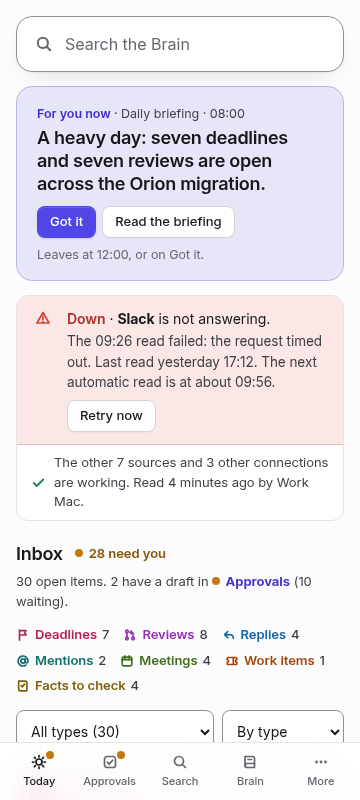 Search the Brain
For you now · Daily briefing · 08:00
A heavy day: seven deadlines
and seven reviews are open
across the Orion migration.
Got it
Read the briefing
Leaves at 12:00, or on Got it.
Down · Slack is not answering.
The 09:26 read failed: the request timed
out. Last read yesterday 17:12. The next
automatic read is at about 09:56.
Retry now
The other 7 sources and 3 other connections
are working. Read 4 minutes ago by Work
Mac.
Inbox 28 need you
30 open items. 2 have a draft in Approvals (10
waiting).
Deadlines 7 Reviews 8 Replies 4
Mentions 2 Meetings 4 Work items 1
Facts to check 4
All types (30) By type
Today Approvals Search Brain More